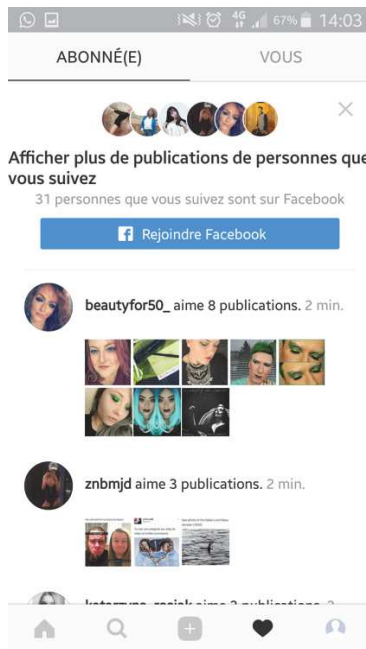 4G 67% 14:03
ABONNÉ(E) VOUS
Afficher plus de publications de personnes que
vous suivez
31 personnes que vous suivez sont sur Facebook
Rejoindre Facebook
beautyfor50_ aime 8 publications. 2 min.
znbmjd aime 3 publications. 2 min.